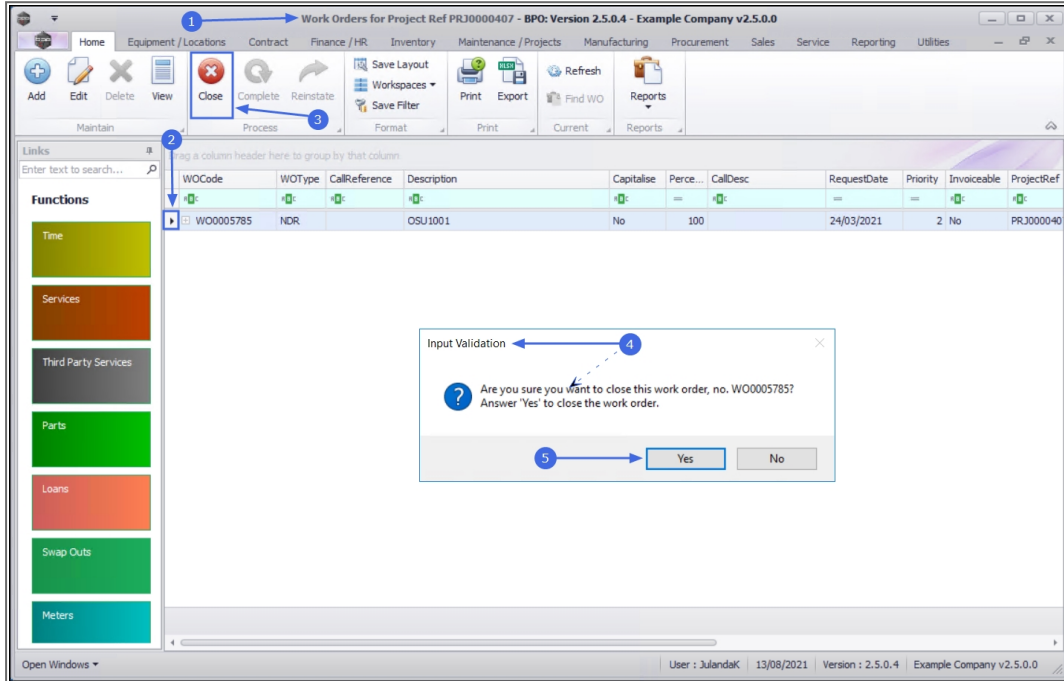 Work Orders for Project Ref PRJ0000407 - BPO: Version 2.5.0.4 - Example Company v2.5.0.0
1
Home Equipment / Locations Contract Finance / HR Inventory Maintenance / Projects Manufacturing Procurement Sales Service Reporting Utilities
Add Edit Delete View Close Complete Reinstate Save Layout Workspaces Save Filter Print Export Refresh Find WO Reports
3
Maintain Process Format Print Current Reports
2
Links
Enter text to search...
Drag a column header here to group by that column
WOCode WOType CallReference Description Capitalise Perce... CallDesc RequestDate Priority Invoiceable ProjectRef
Functions
WO0005785 NDR OSU1001 No 100 24/03/2021 2 No PRJ000040
Time
Services
Third Party Services
Parts
Loans
Swap Outs
Meters
Input Validation
4
Are you sure you want to close this work order, no. WO0005785?
Answer 'Yes' to close the work order.
5
Yes No
Open Windows User : JulandaK 13/08/2021 Version : 2.5.0.4 Example Company v2.5.0.0